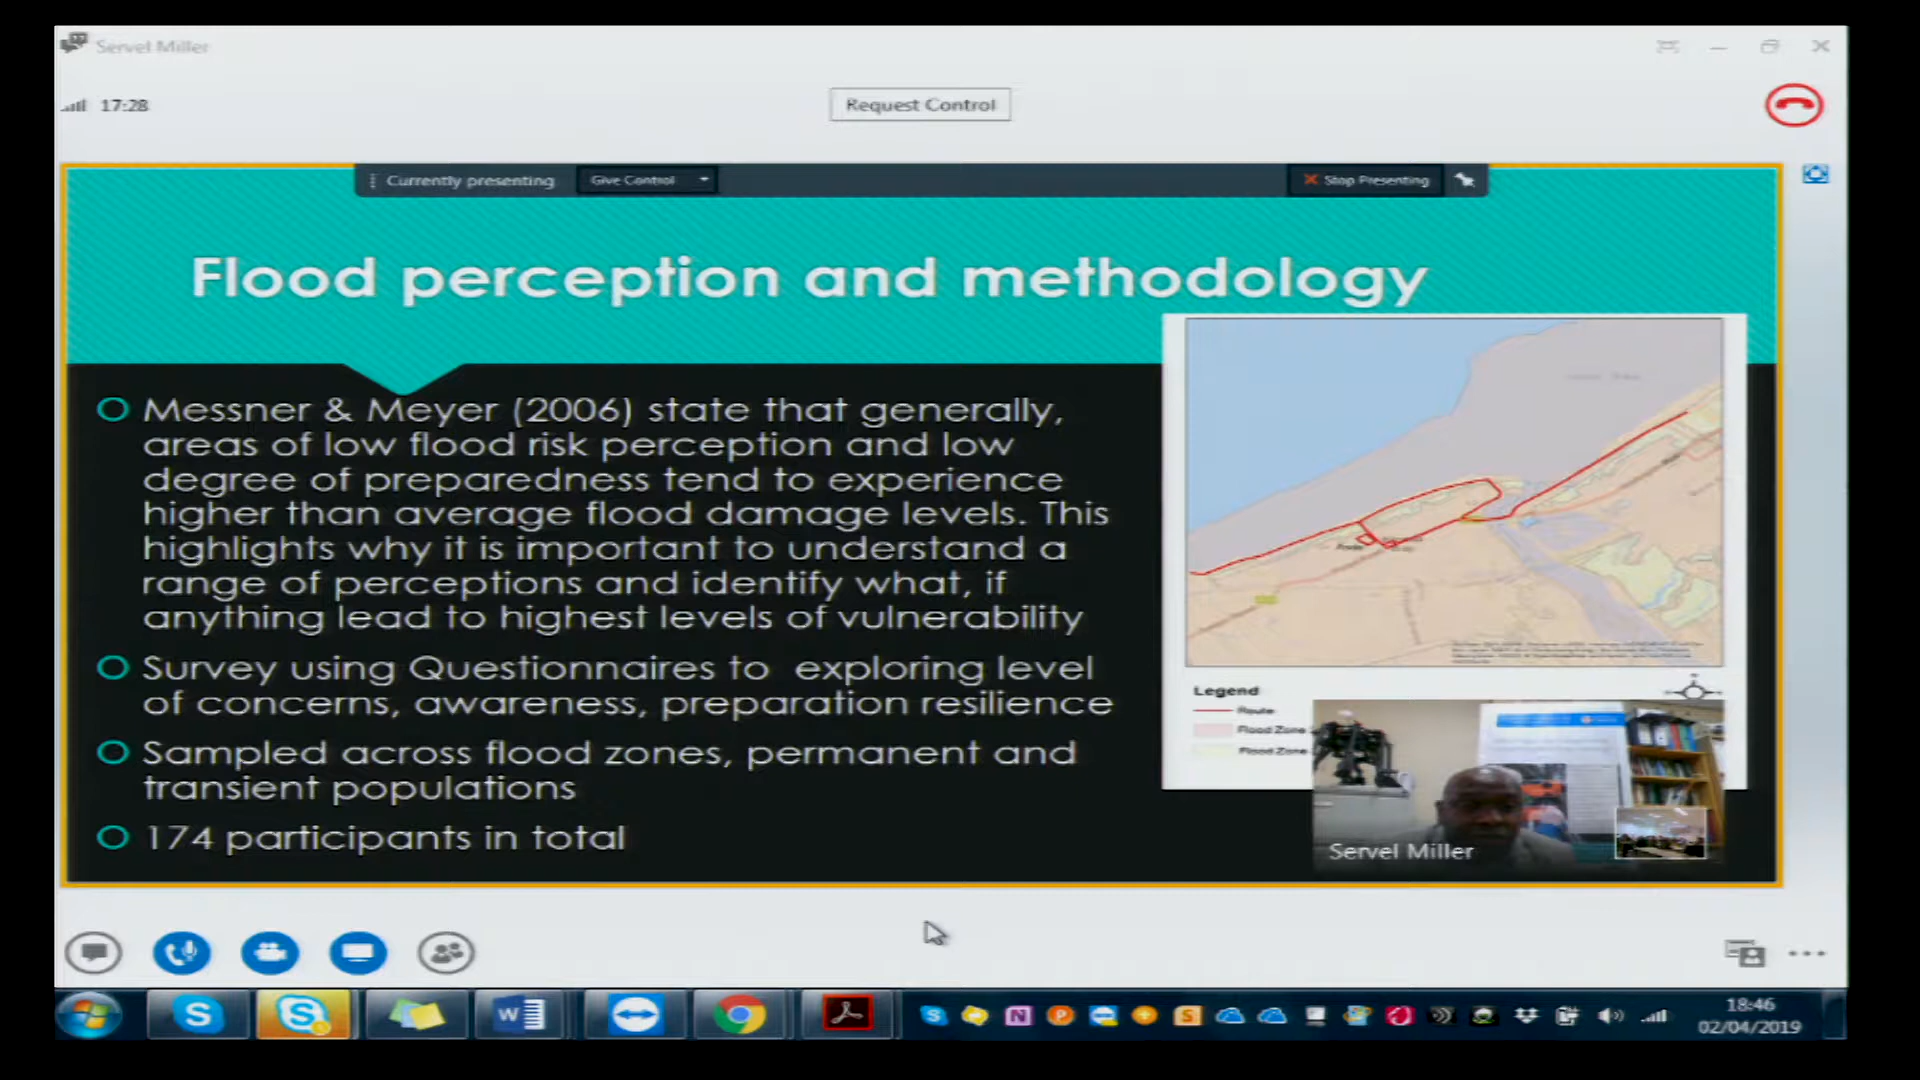 Servel Miller
17:28
Request Control
Currently presenting
Give Control
Stop Presenting
Flood perception and methodology
Messner & Meyer (2006) state that generally,
areas of low flood risk perception and low
degree of preparedness tend to experience
higher than average flood damage levels. This
highlights why it is important to understand a
range of perceptions and identify what, if
anything lead to highest levels of vulnerability
Survey using Questionnaires to exploring level
of concerns, awareness, preparation resilience
Sampled across flood zones, permanent and
transient populations
174 participants in total
Legend
Route
Flood Zone
Flood Zone
Servel Miller
18:46
02/04/2019